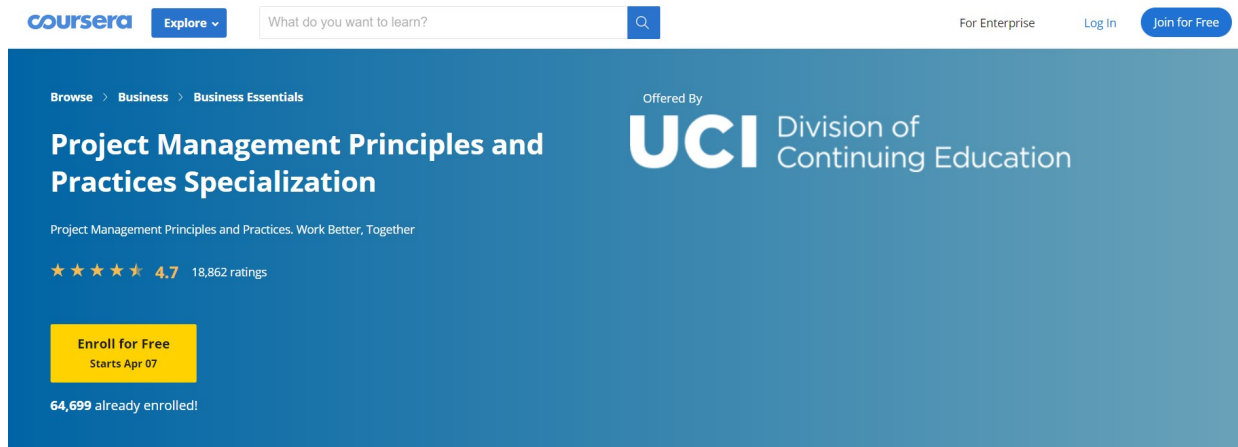 coursera
Explore
What do you want to learn?
For Enterprise
Log In
Join for Free
Browse > Business > Business Essentials
Offered By
UCI Division of
Continuing Education
Project Management Principles and
Practices Specialization
Project Management Principles and Practices. Work Better, Together
4.7 18,862 ratings
Enroll for Free
Starts Apr 07
64,699 already enrolled!